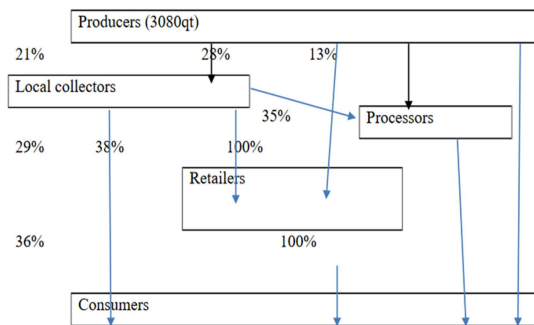 Producers (3080qt)
21% 28% 13%
Local collectors
35%
Processors
29% 38% 100%
Retailers
36% 100%
Consumers